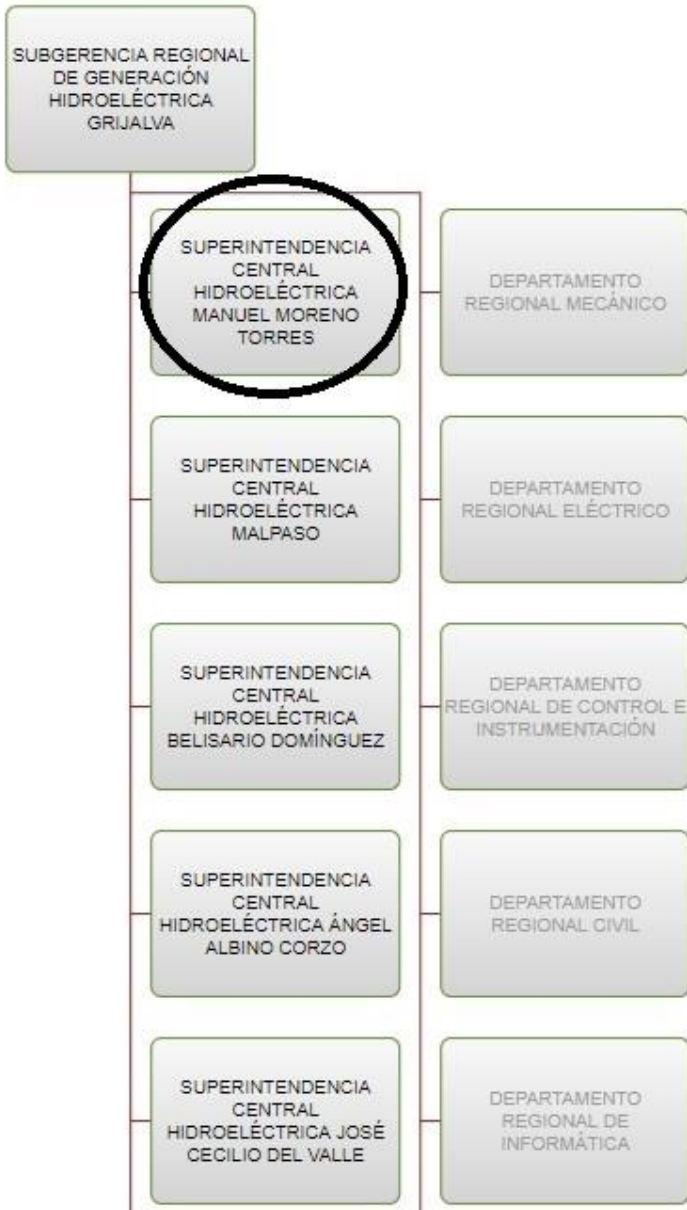 SUBGERENCIA REGIONAL
DE GENERACIÓN
HIDROELÉCTRICA
GRIJALVA
SUPERINTENDENCIA
CENTRAL
HIDROELÉCTRICA
MANUEL MORENO
TORRES
DEPARTAMENTO
REGIONAL MECÁNICO
SUPERINTENDENCIA
CENTRAL
HIDROELÉCTRICA
MALPASO
DEPARTAMENTO
REGIONAL ELÉCTRICO
SUPERINTENDENCIA
CENTRAL
HIDROELÉCTRICA
BELISARIO DOMÍNGUEZ
DEPARTAMENTO
REGIONAL DE CONTROL E
INSTRUMENTACIÓN
SUPERINTENDENCIA
CENTRAL
HIDROELÉCTRICA ÁNGEL
ALBINO CORZO
DEPARTAMENTO
REGIONAL CIVIL
SUPERINTENDENCIA
CENTRAL
HIDROELÉCTRICA JOSÉ
CECILIO DEL VALLE
DEPARTAMENTO
REGIONAL DE
INFORMÁTICA